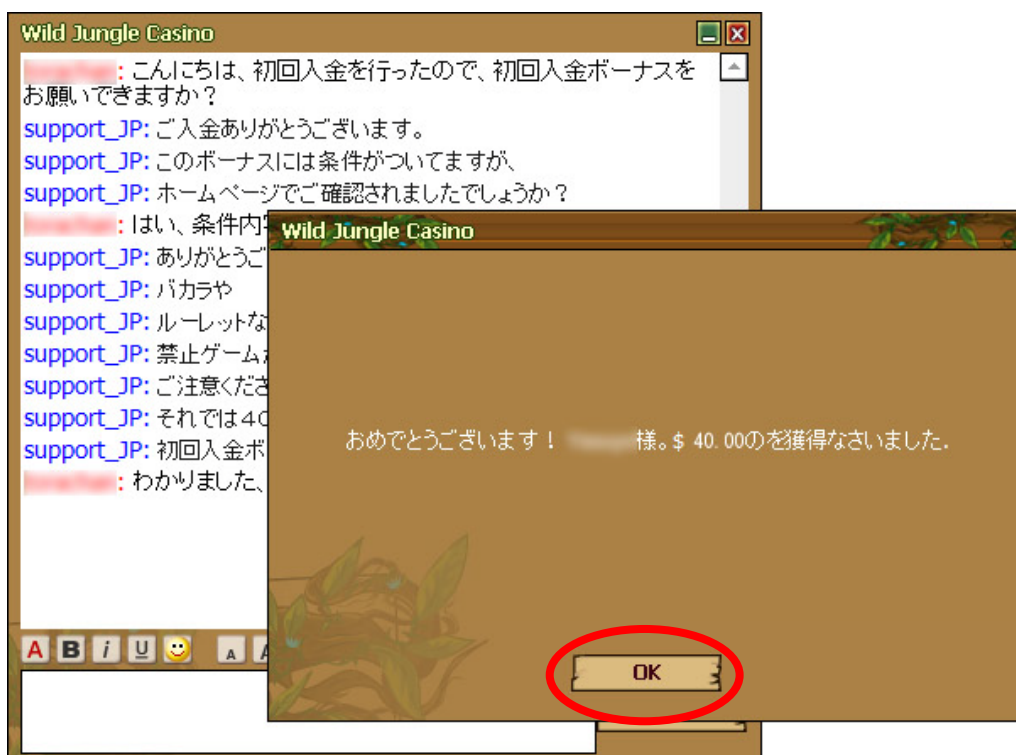 Wild Jungle Casino
: こんにちは、初回入金を行ったので、初回入金ボーナスを
お願いできますか？
support_JP: ご入金ありがとうございます。
support_JP: このボーナスには条件がついてますが、
support_JP: ホームページでご確認されましたでしょうか？
: はい、条件内
support_JP: ありがとうご
support_JP: バカラや
support_JP: ルーレットな
support_JP: 禁止ゲーム
support_JP: ご注意くださ
support_JP: それでは40
support_JP: 初回入金ボ
: わかりました、
A B i U A
Wild Jungle Casino
おめでとうございます！ 様。$ 40.00のを獲得なさいました.
OK